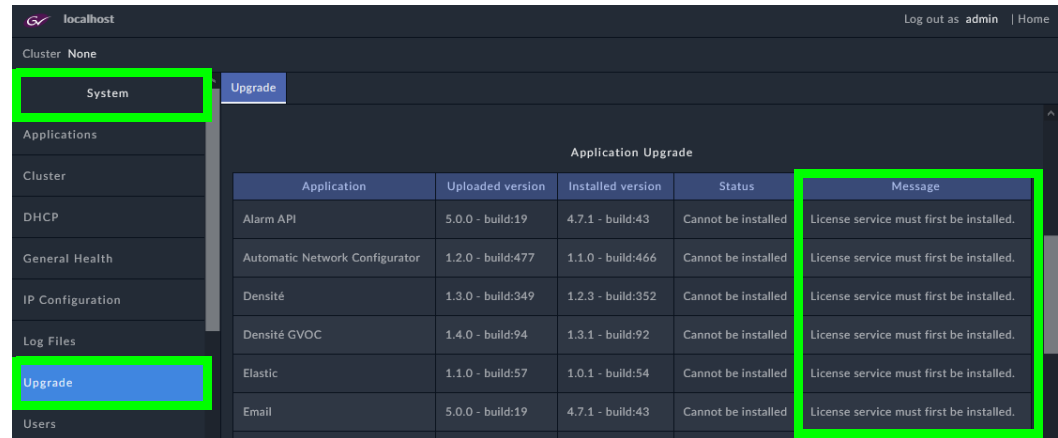 GV localhost Log out as admin | Home
Cluster None
System
Applications
Cluster
DHCP
General Health
IP Configuration
Log Files
Upgrade
Users
Upgrade
Application Upgrade
Application Uploaded version Installed version Status Message
Alarm API 5.0.0 - build:19 4.7.1 - build:43 Cannot be installed License service must first be installed.
Automatic Network Configurator 1.2.0 - build:477 1.1.0 - build:466 Cannot be installed License service must first be installed.
Densité 1.3.0 - build:349 1.2.3 - build:352 Cannot be installed License service must first be installed.
Densité GVOC 1.4.0 - build:94 1.3.1 - build:92 Cannot be installed License service must first be installed.
Elastic 1.1.0 - build:57 1.0.1 - build:54 Cannot be installed License service must first be installed.
Email 5.0.0 - build:19 4.7.1 - build:43 Cannot be installed License service must first be installed.